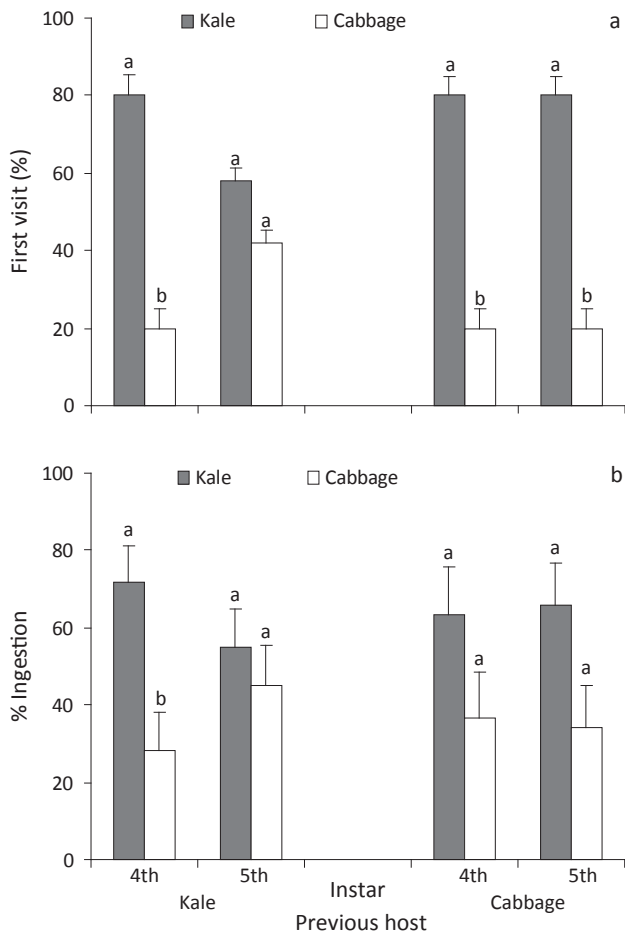 100
80
60
40
20
0
First visit (%)
Kale
Cabbage
a
a
b
a
a
a
b
a
b
100
80
60
40
20
0
% Ingestion
Kale
Cabbage
b
a
b
a
a
a
a
a
a
4th
5th
Instar
4th
5th
Kale
Cabbage
Previous host